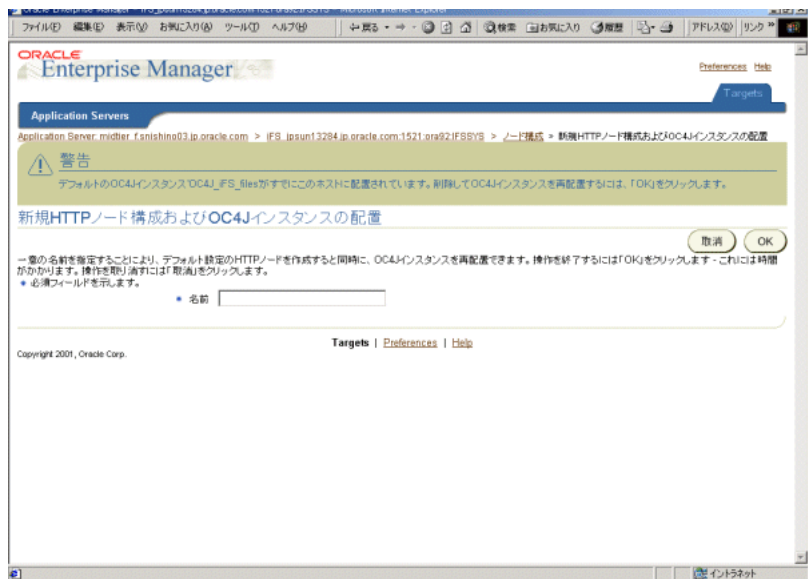 ファイル(F) 編集(E) 表示(V) お気に入り(A) ツール(T) ヘルプ(H) 戻る 検索 お気に入り 履歴 アドレス(D) リンク
ORACLE
Enterprise Manager
Preferences Help
Targets
Application Servers
Application Server: midtier.f.snishino03.jp.oracle.com > iFS_jpsun13284.jp.oracle.com:1521:ora92:IFSSYS > ノード構成 > 新規HTTPノード構成およびOC4Jインスタンスの配置
警告
デフォルトのOC4Jインスタンス'OC4J_iFS_filesがすでにこのホストに配置されています。削除してOC4Jインスタンスを再配置するには、「OK」をクリックします。
新規HTTPノード構成およびOC4Jインスタンスの配置
取消 OK
一意の名前を指定することにより、デフォルト設定のHTTPノードを作成すると同時に、OC4Jインスタンスを再配置できます。操作を終了するには「OK」をクリックします - これには時間
がかかります。操作を取り消すには「取消」をクリックします。
必須フィールドを示します。
名前
Targets | Preferences | Help
Copyright 2001, Oracle Corp.
イントラネット